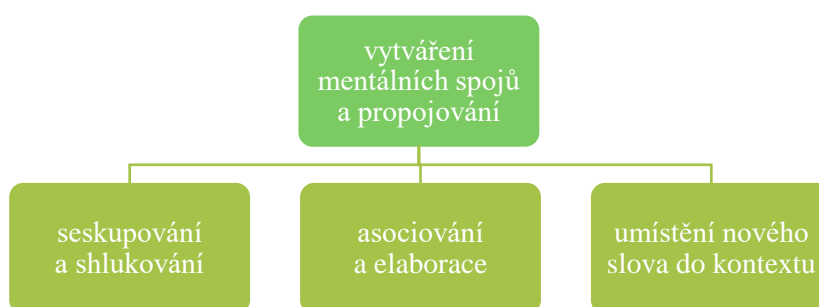 vytváření
mentálních spojů
a propojování
seskupování
a shlukování
asociování
a elaborace
umístění nového
slova do kontextu